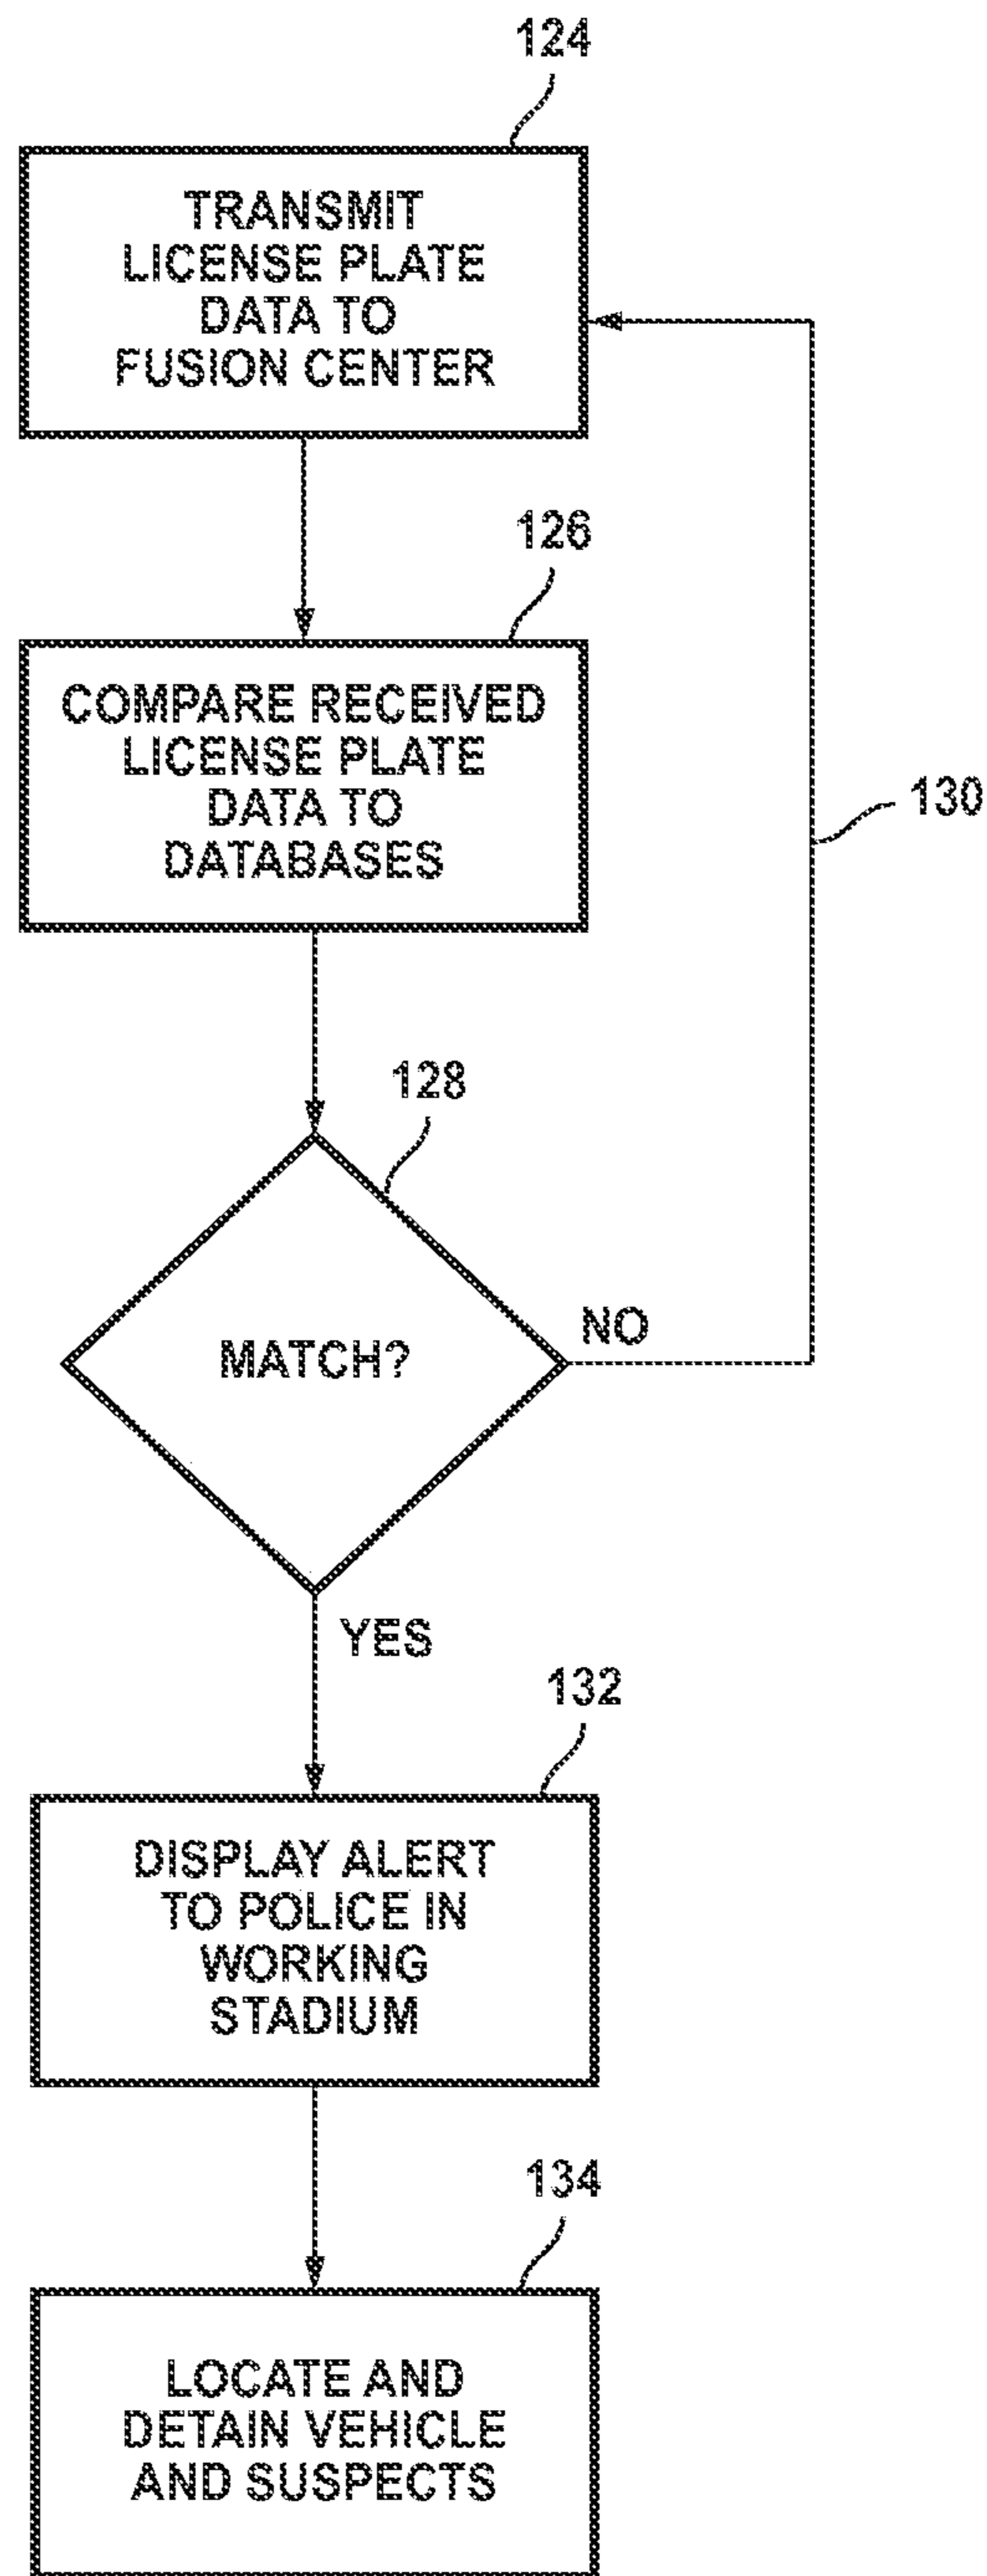 124
TRANSMIT
LICENSE PLATE
DATA TO
FUSION CENTER
126
COMPARE RECEIVED
LICENSE PLATE
DATA TO
DATABASES
130
128
MATCH?
NO
YES
132
DISPLAY ALERT
TO POLICE IN
WORKING
STADIUM
134
LOCATE AND
DETAIN VEHICLE
AND SUSPECTS